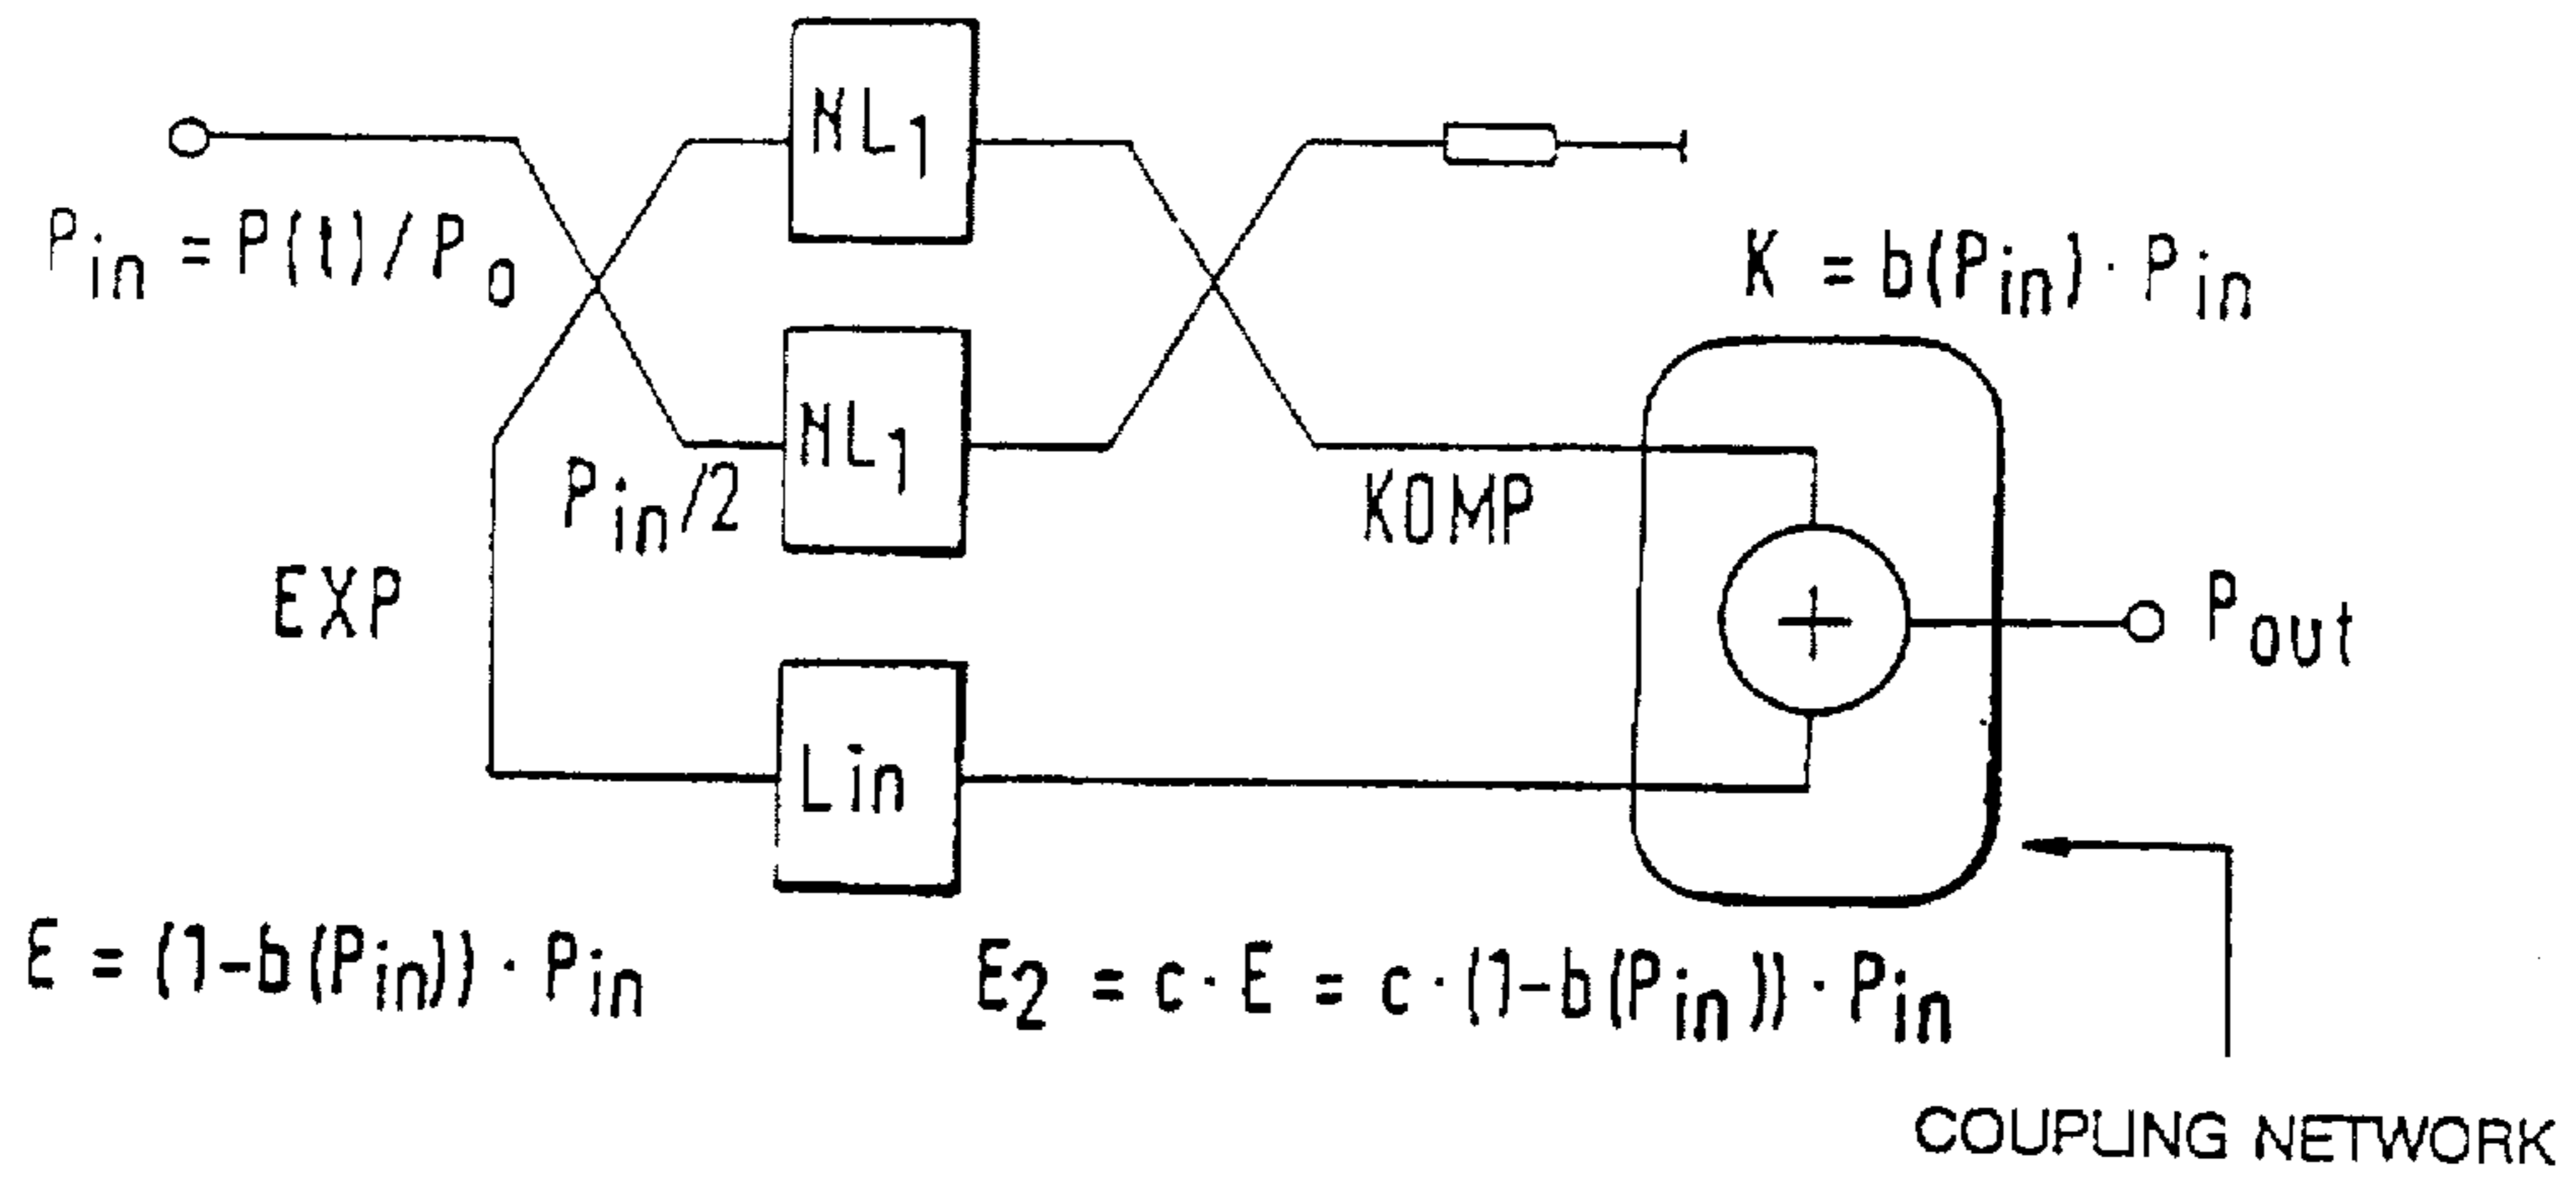 NL1
Pin = P(t)/Po
K = b(Pin) · Pin
NL1
Pin/2
KOMP
EXP
+
Pout
Lin
E = (1-b(Pin)) · Pin
E2 = c · E = c · (1-b(Pin)) · Pin
COUPLING NETWORK